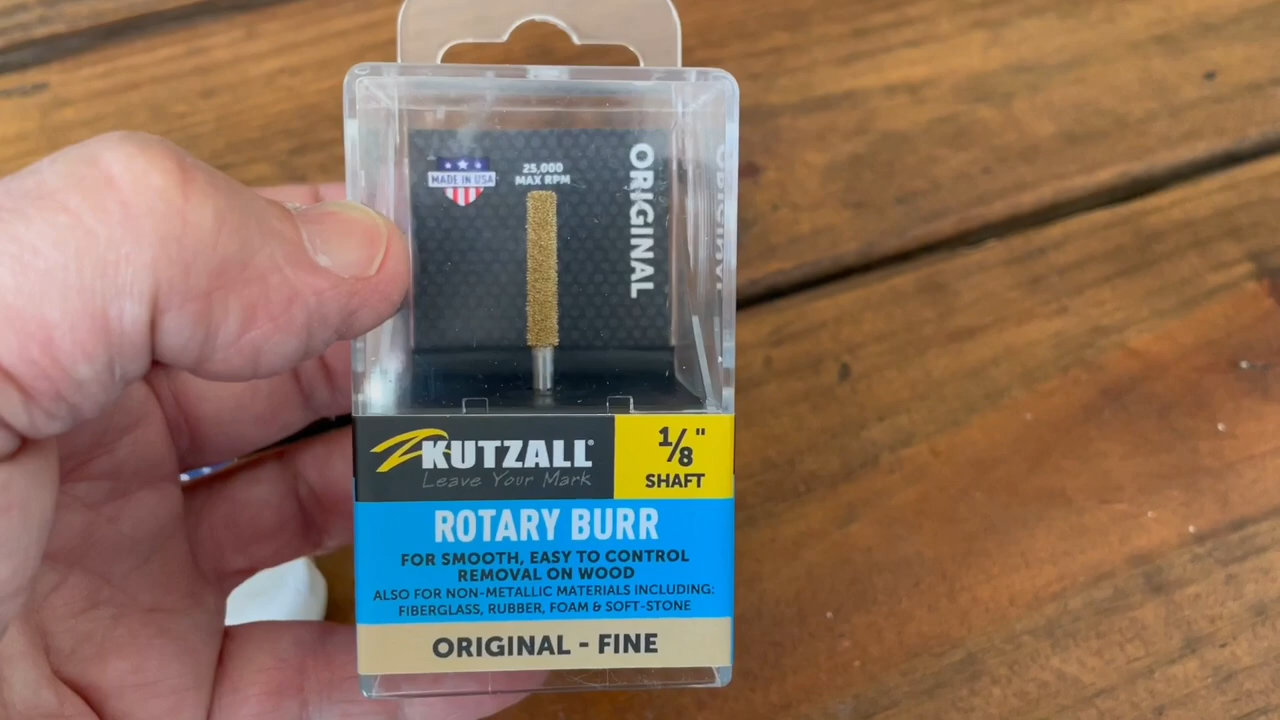 MADE IN USA
25,000
MAX RPM
ORIGINAL
ORIGINAL
KUTZALL®
Leave Your Mark
1/8"
SHAFT
ROTARY BURR
FOR SMOOTH, EASY TO CONTROL
REMOVAL ON WOOD
ALSO FOR NON-METALLIC MATERIALS INCLUDING:
FIBERGLASS, RUBBER, FOAM & SOFT-STONE
ORIGINAL - FINE